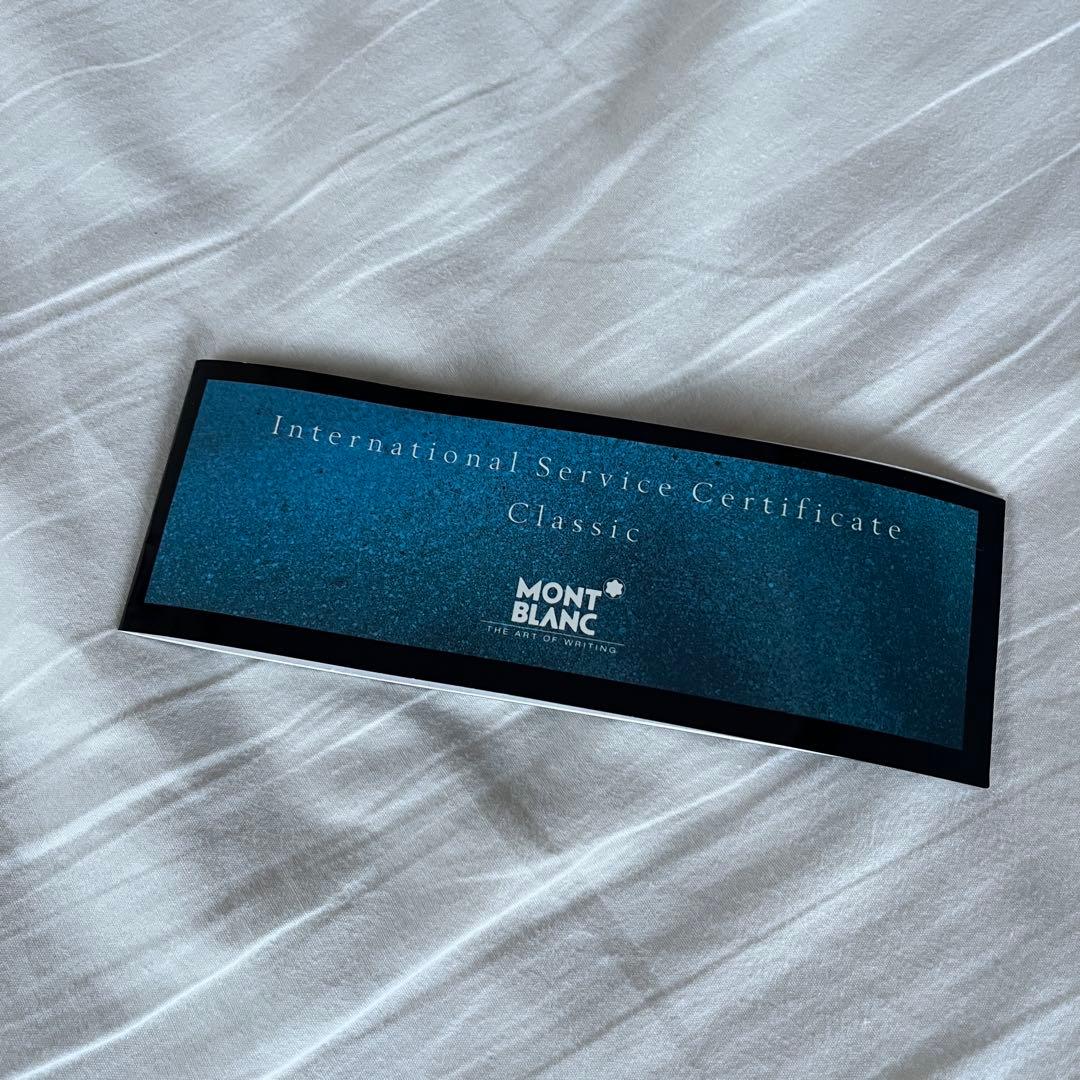 International Service Certificate
Classic
MONT
BLANC
THE ART OF WRITING